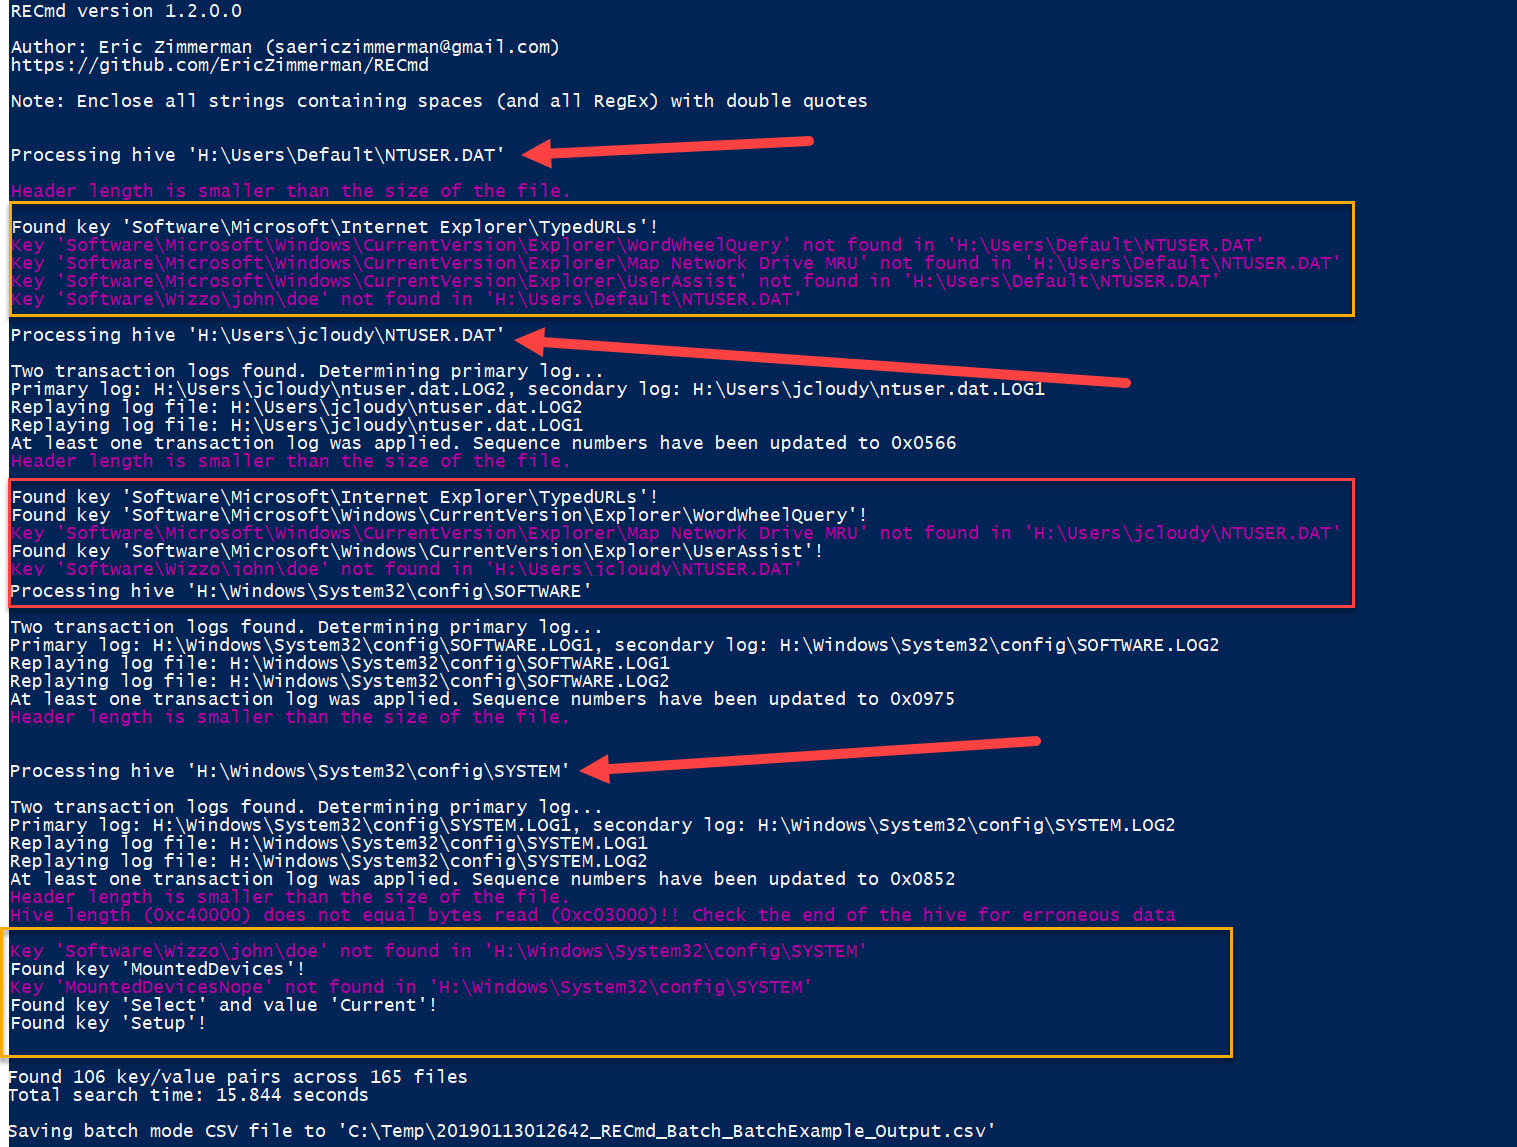 RECmd version 1.2.0.0
Author: Eric Zimmerman (saericzimmerman@gmail.com)
https://github.com/EricZimmerman/RECmd
Note: Enclose all strings containing spaces (and all RegEx) with double quotes
Processing hive 'H:\Users\Default\NTUSER.DAT'
Header length is smaller than the size of the file.
Found key 'Software\Microsoft\Internet Explorer\TypedURLs'!
Key 'Software\Microsoft\Windows\CurrentVersion\Explorer\WordWheelQuery' not found in 'H:\Users\Default\NTUSER.DAT'
Key 'Software\Microsoft\Windows\CurrentVersion\Explorer\Map Network Drive MRU' not found in 'H:\Users\Default\NTUSER.DAT'
Key 'Software\Microsoft\Windows\CurrentVersion\Explorer\UserAssist' not found in 'H:\Users\Default\NTUSER.DAT'
Key 'Software\Wizzo\john\doe' not found in 'H:\Users\Default\NTUSER.DAT'
Processing hive 'H:\Users\jcloudy\NTUSER.DAT'
Two transaction logs found. Determining primary log...
Primary log: H:\Users\jcloudy\ntuser.dat.LOG2, secondary log: H:\Users\jcloudy\ntuser.dat.LOG1
Replaying log file: H:\Users\jcloudy\ntuser.dat.LOG2
Replaying log file: H:\Users\jcloudy\ntuser.dat.LOG1
At least one transaction log was applied. Sequence numbers have been updated to 0x0566
Header length is smaller than the size of the file.
Found key 'Software\Microsoft\Internet Explorer\TypedURLs'!
Found key 'Software\Microsoft\Windows\CurrentVersion\Explorer\WordWheelQuery'!
Key 'Software\Microsoft\Windows\CurrentVersion\Explorer\Map Network Drive MRU' not found in 'H:\Users\jcloudy\NTUSER.DAT'
Found key 'Software\Microsoft\Windows\CurrentVersion\Explorer\UserAssist'!
Key 'Software\Wizzo\john\doe' not found in 'H:\Users\jcloudy\NTUSER.DAT'
Processing hive 'H:\Windows\System32\config\SOFTWARE'
Two transaction logs found. Determining primary log...
Primary log: H:\Windows\System32\config\SOFTWARE.LOG1, secondary log: H:\Windows\System32\config\SOFTWARE.LOG2
Replaying log file: H:\Windows\System32\config\SOFTWARE.LOG1
Replaying log file: H:\Windows\System32\config\SOFTWARE.LOG2
At least one transaction log was applied. Sequence numbers have been updated to 0x0975
Header length is smaller than the size of the file.
Processing hive 'H:\Windows\System32\config\SYSTEM'
Two transaction logs found. Determining primary log...
Primary log: H:\Windows\System32\config\SYSTEM.LOG1, secondary log: H:\Windows\System32\config\SYSTEM.LOG2
Replaying log file: H:\Windows\System32\config\SYSTEM.LOG1
Replaying log file: H:\Windows\System32\config\SYSTEM.LOG2
At least one transaction log was applied. Sequence numbers have been updated to 0x0852
Header length is smaller than the size of the file.
Hive length (0xc40000) does not equal bytes read (0xc03000)!! Check the end of the hive for erroneous data
Key 'Software\Wizzo\john\doe' not found in 'H:\Windows\System32\config\SYSTEM'
Found key 'MountedDevices'!
Key 'MountedDevicesNope' not found in 'H:\Windows\System32\config\SYSTEM'
Found key 'Select' and value 'Current'!
Found key 'Setup'!
Found 106 key/value pairs across 165 files
Total search time: 15.844 seconds
Saving batch mode CSV file to 'C:\Temp\20190113012642_RECmd_Batch_BatchExample_Output.csv'